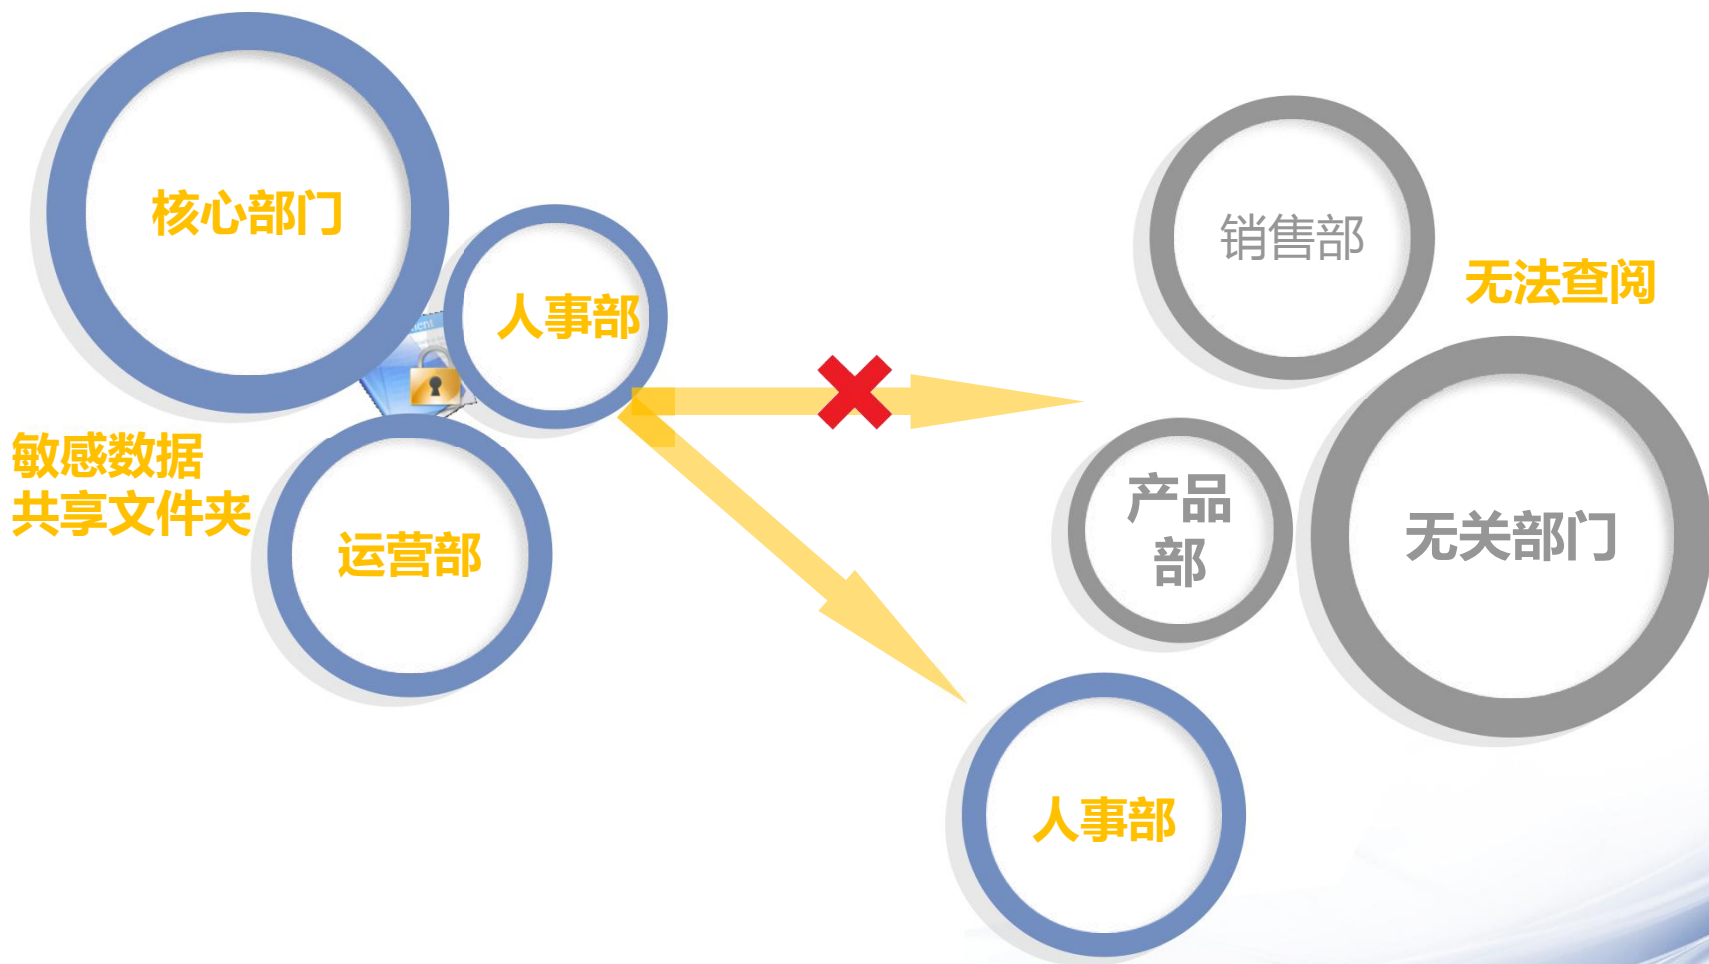 核心部门
人事部
敏感数据
共享文件夹
运营部
销售部
无法查阅
产品
部
无关部门
人事部